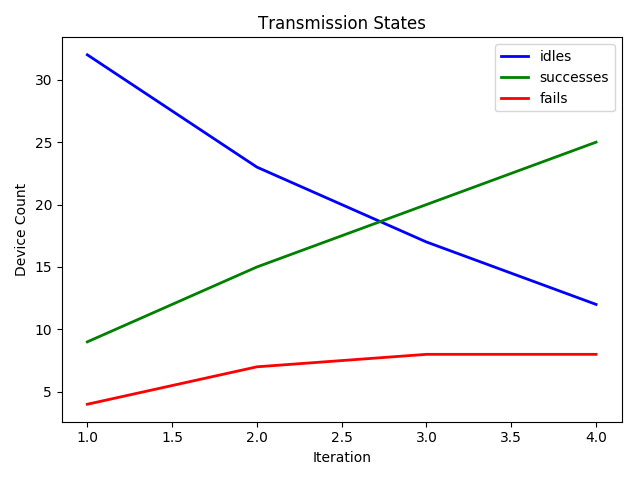 Transmission States
idles
successes
fails
Device Count
30
25
20
15
10
5
1.0 1.5 2.0 2.5 3.0 3.5 4.0
Iteration